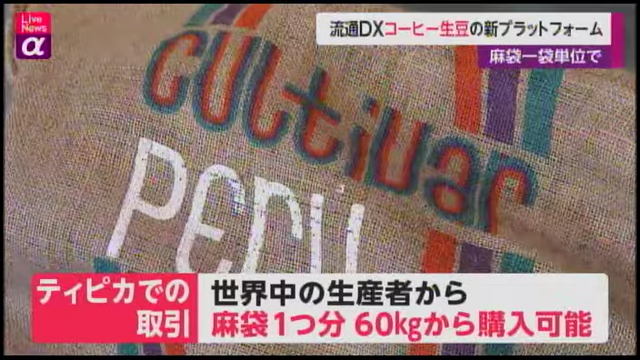 Live
News
α
流通DXコーヒー生豆の新プラットフォーム
麻袋一袋単位で
cultivar
PERÚ
ティピカでの
取引
世界中の生産者から
麻袋1つ分 60kgから購入可能